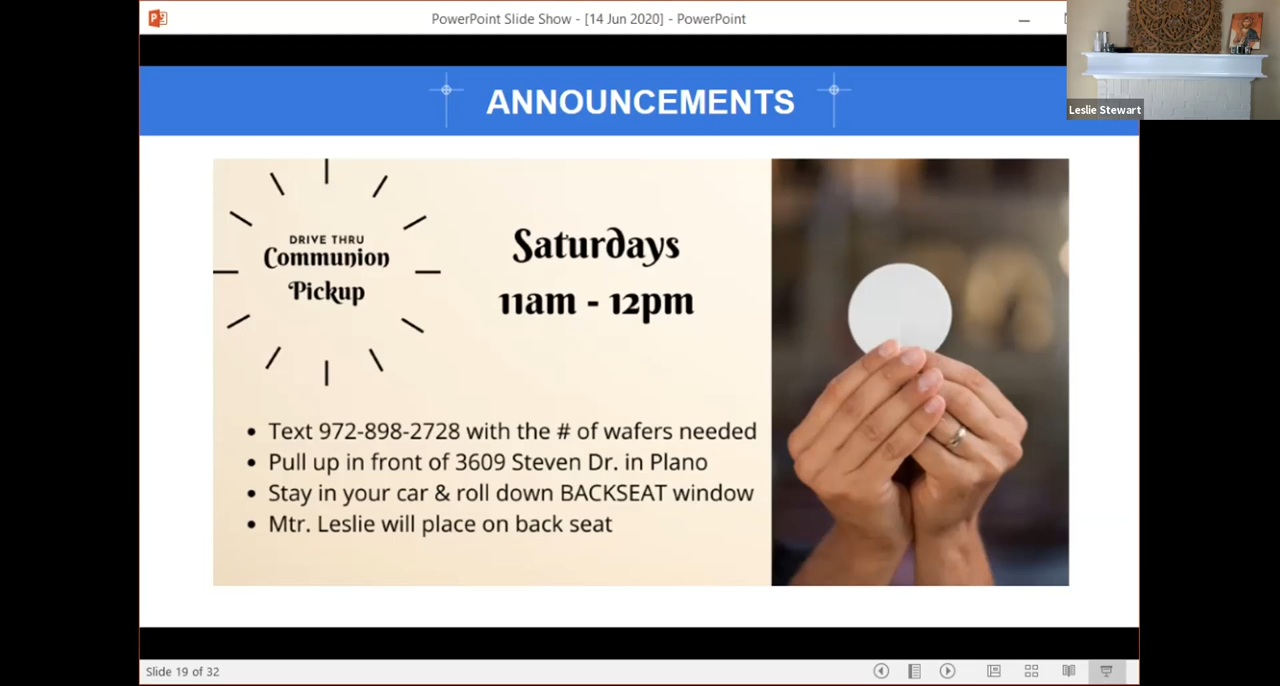 PowerPoint Slide Show - [14 Jun 2020] - PowerPoint
Leslie Stewart
ANNOUNCEMENTS
DRIVE THRU
Communion
Pickup
Saturdays
11am - 12pm
• Text 972-898-2728 with the # of wafers needed
• Pull up in front of 3609 Steven Dr. in Plano
• Stay in your car & roll down BACKSEAT window
• Mtr. Leslie will place on back seat
Slide 19 of 32